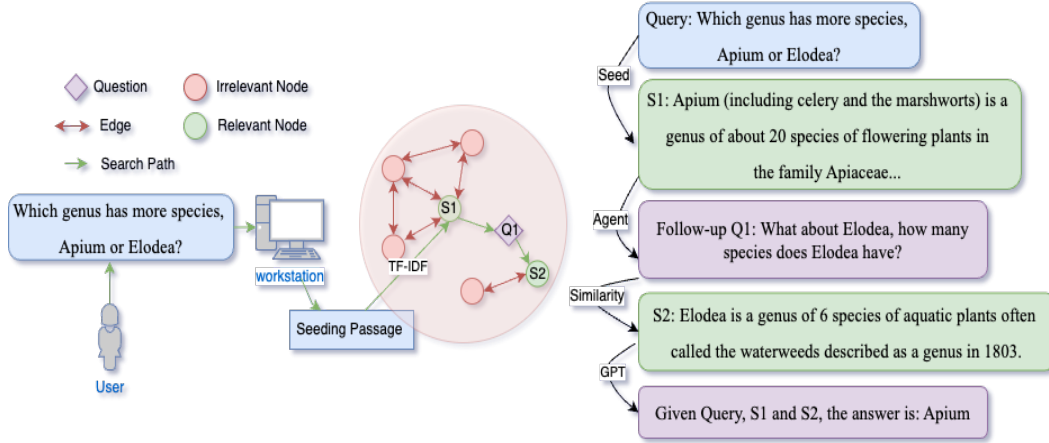 Question
Irrelevant Node
Edge
Relevant Node
Search Path
Which genus has more species,
Apium or Elodea?
User
workstation
Seeding Passage
TF-IDF
S1
Q1
S2
Query: Which genus has more species,
Apium or Elodea?
Seed
S1: Apium (including celery and the marshworts) is a
genus of about 20 species of flowering plants in
the family Apiaceae...
Agent
Follow-up Q1: What about Elodea, how many
species does Elodea have?
Similarity
S2: Elodea is a genus of 6 species of aquatic plants often
called the waterweeds described as a genus in 1803.
GPT
Given Query, S1 and S2, the answer is: Apium